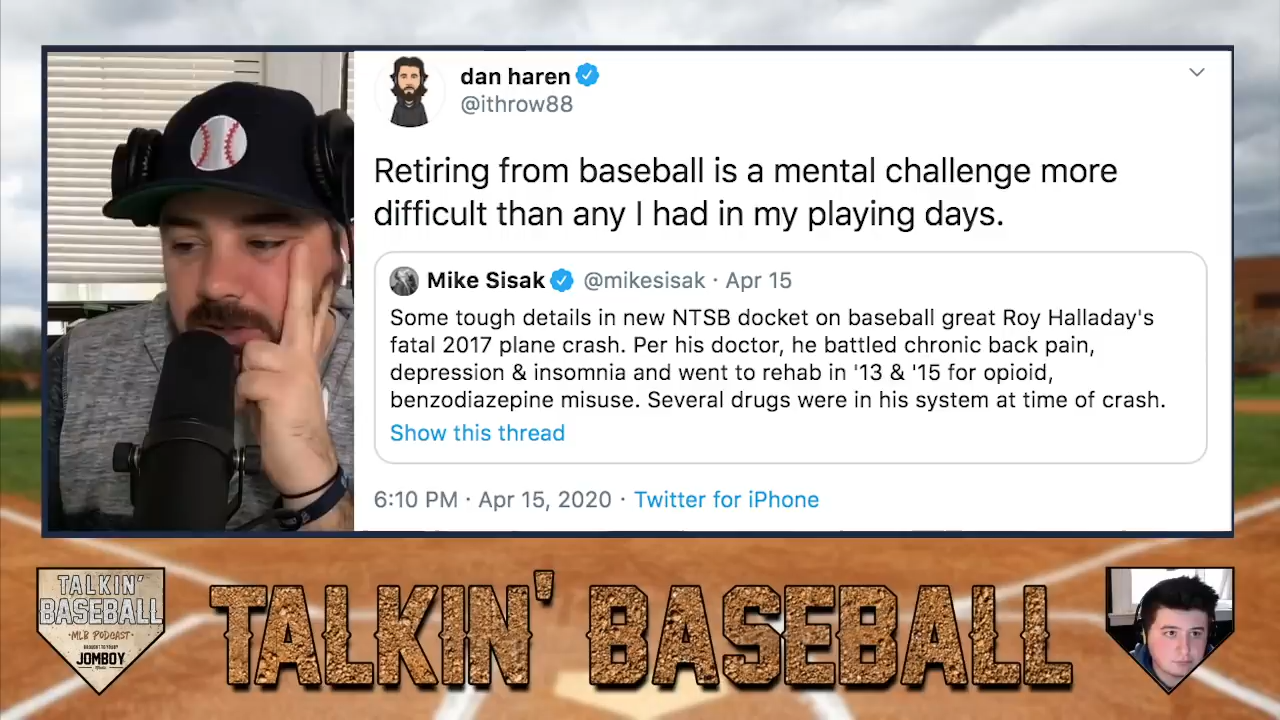 dan haren
@ithrow88
Retiring from baseball is a mental challenge more
difficult than any I had in my playing days.
Mike Sisak @mikesisak · Apr 15
Some tough details in new NTSB docket on baseball great Roy Halladay's
fatal 2017 plane crash. Per his doctor, he battled chronic back pain,
depression & insomnia and went to rehab in '13 & '15 for opioid,
benzodiazepine misuse. Several drugs were in his system at time of crash.
Show this thread
6:10 PM · Apr 15, 2020 · Twitter for iPhone
TALKIN'
BASEBALL
·MLB PODCAST·
BROUGHT TO YOU BY
JOMBOY
TALKIN' BASEBALL